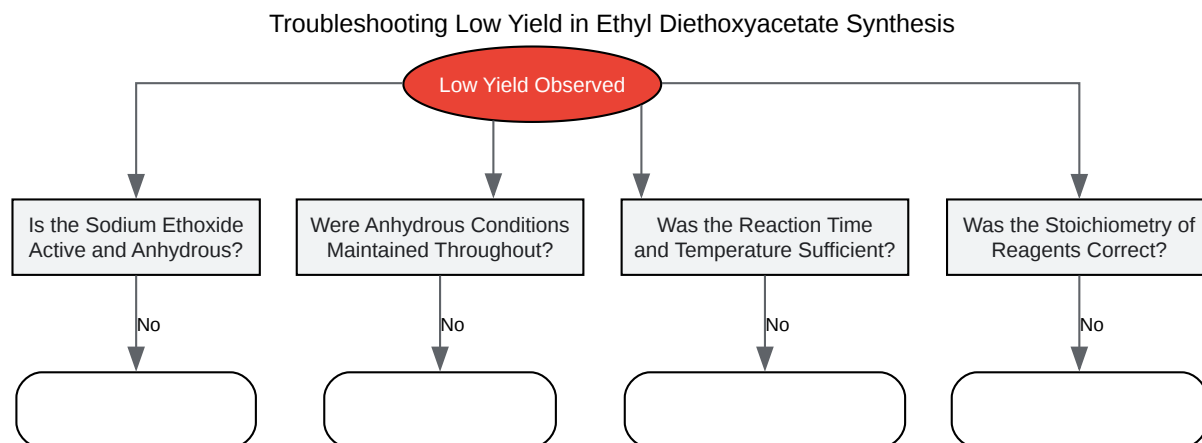 Troubleshooting Low Yield in Ethyl Diethoxyacetate Synthesis
Low Yield Observed
Is the Sodium Ethoxide
Active and Anhydrous?
Were Anhydrous Conditions
Maintained Throughout?
Was the Reaction Time
and Temperature Sufficient?
Was the Stoichiometry of
Reagents Correct?
No
No
No
No